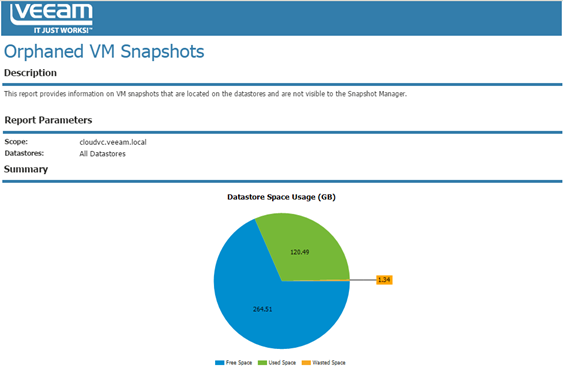 veeam
IT JUST WORKS!™
Orphaned VM Snapshots
Description
This report provides information on VM snapshots that are located on the datastores and are not visible to the Snapshot Manager.
Report Parameters
Scope: cloudvc.veeam.local
Datastores: All Datastores
Summary
Datastore Space Usage (GB)
120.49
1.34
264.51
Free Space Used Space Wasted Space